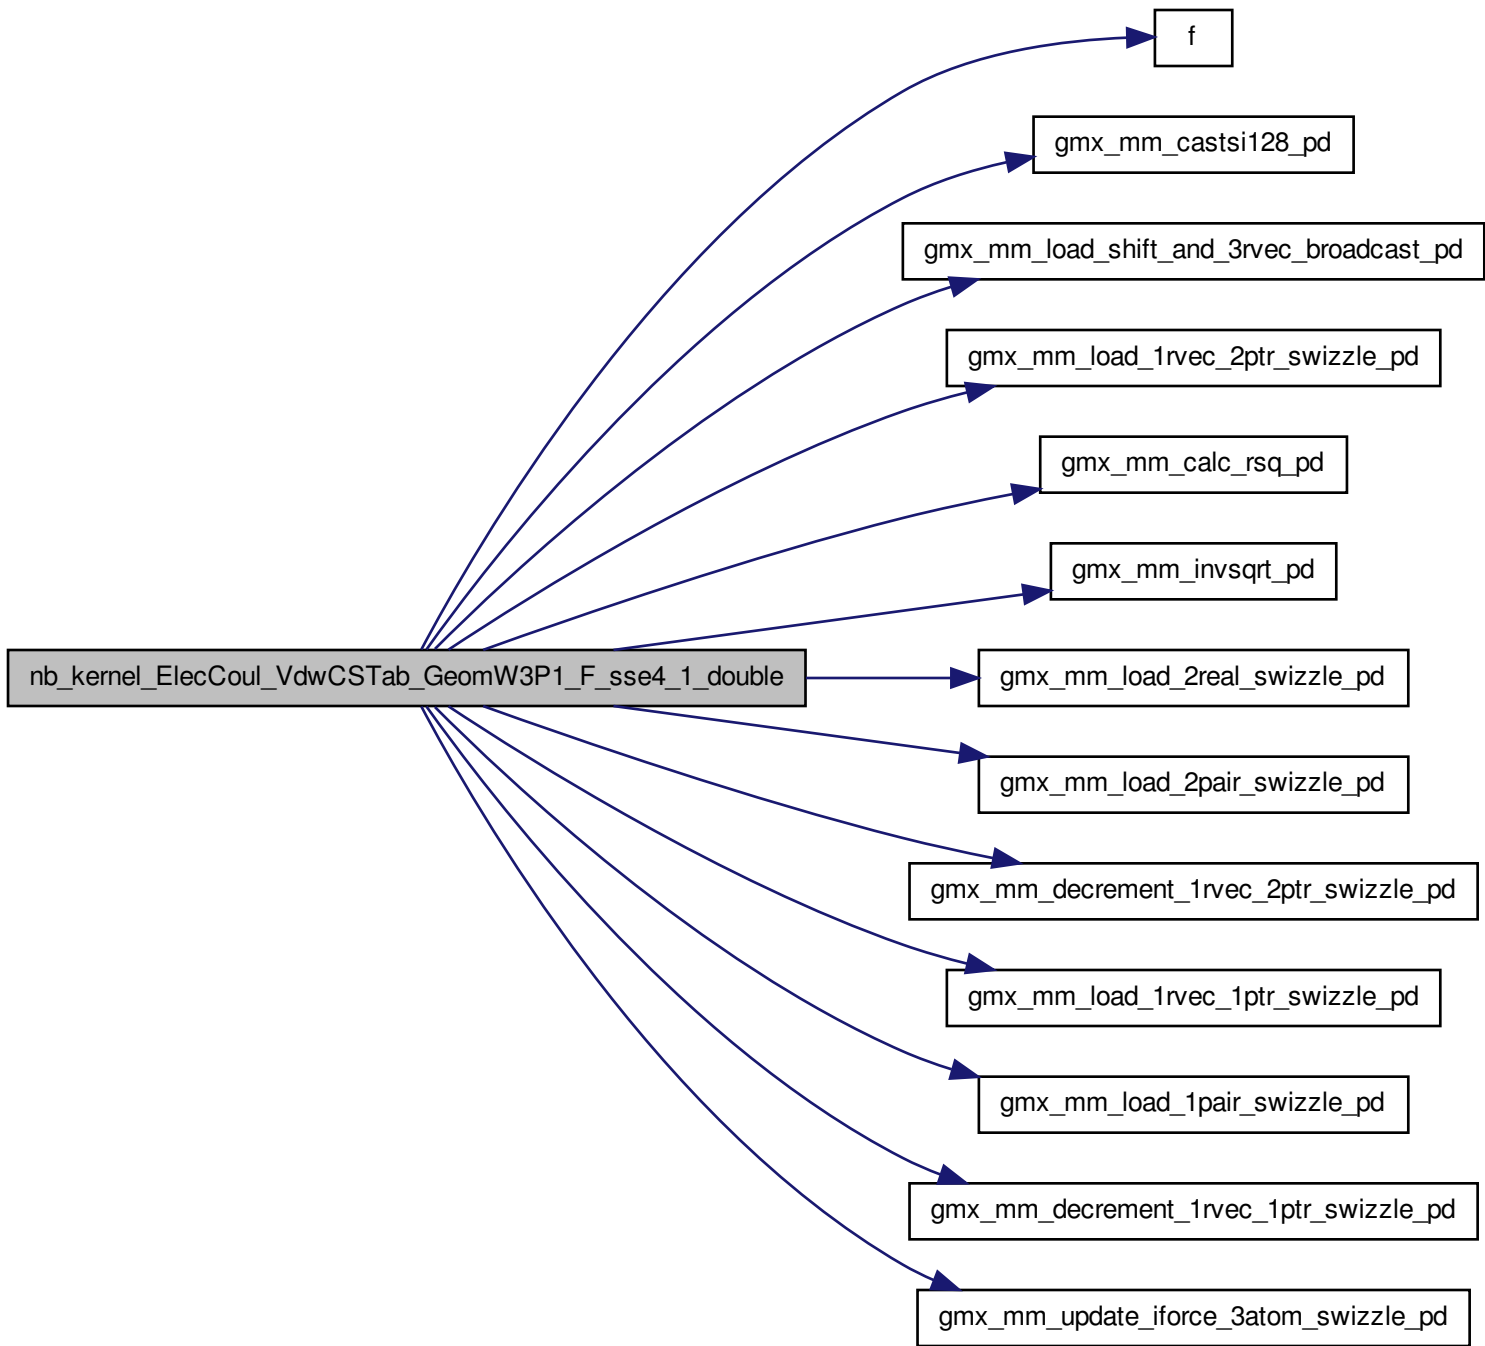 f
gmx_mm_castsi128_pd
gmx_mm_load_shift_and_3rvec_broadcast_pd
gmx_mm_load_1rvec_2ptr_swizzle_pd
gmx_mm_calc_rsq_pd
gmx_mm_invsqrt_pd
nb_kernel_ElecCoul_VdwCSTab_GeomW3P1_F_sse4_1_double
gmx_mm_load_2real_swizzle_pd
gmx_mm_load_2pair_swizzle_pd
gmx_mm_decrement_1rvec_2ptr_swizzle_pd
gmx_mm_load_1rvec_1ptr_swizzle_pd
gmx_mm_load_1pair_swizzle_pd
gmx_mm_decrement_1rvec_1ptr_swizzle_pd
gmx_mm_update_iforce_3atom_swizzle_pd